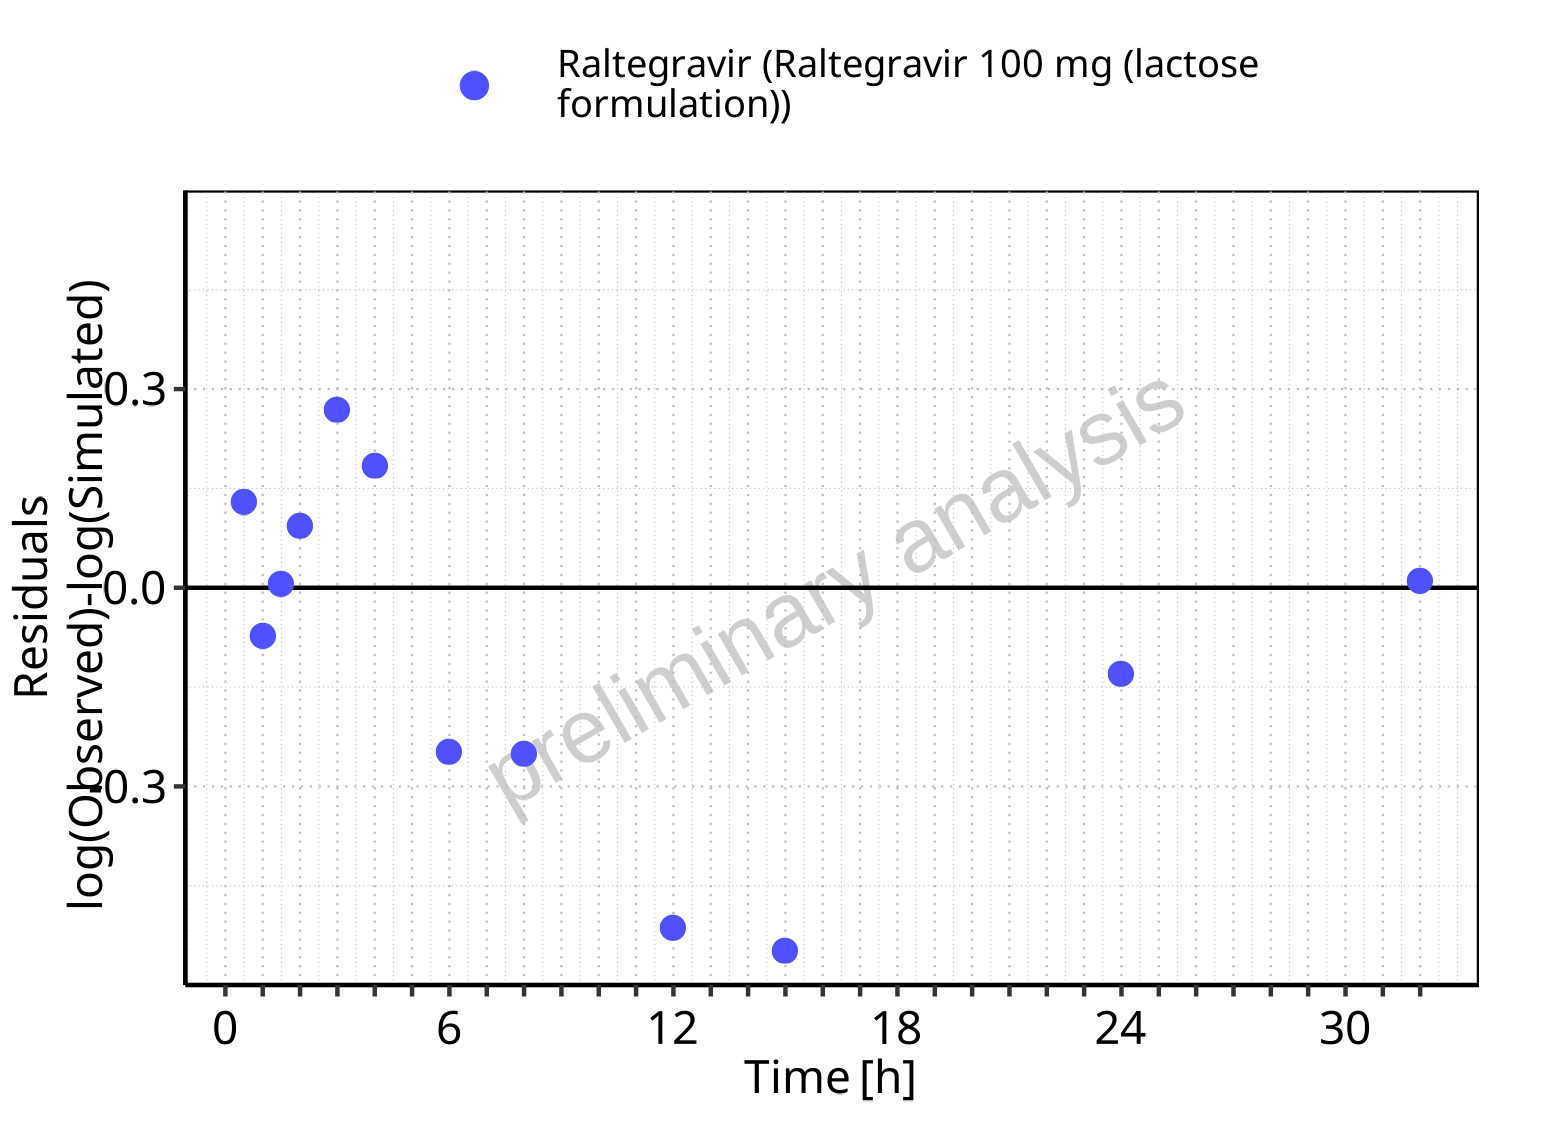 Raltegravir (Raltegravir 100 mg (lactose
formulation))
Residuals
log(Observed)-log(Simulated)
0.3
0.0
-0.3
preliminary analysis
0 6 12 18 24 30
Time [h]